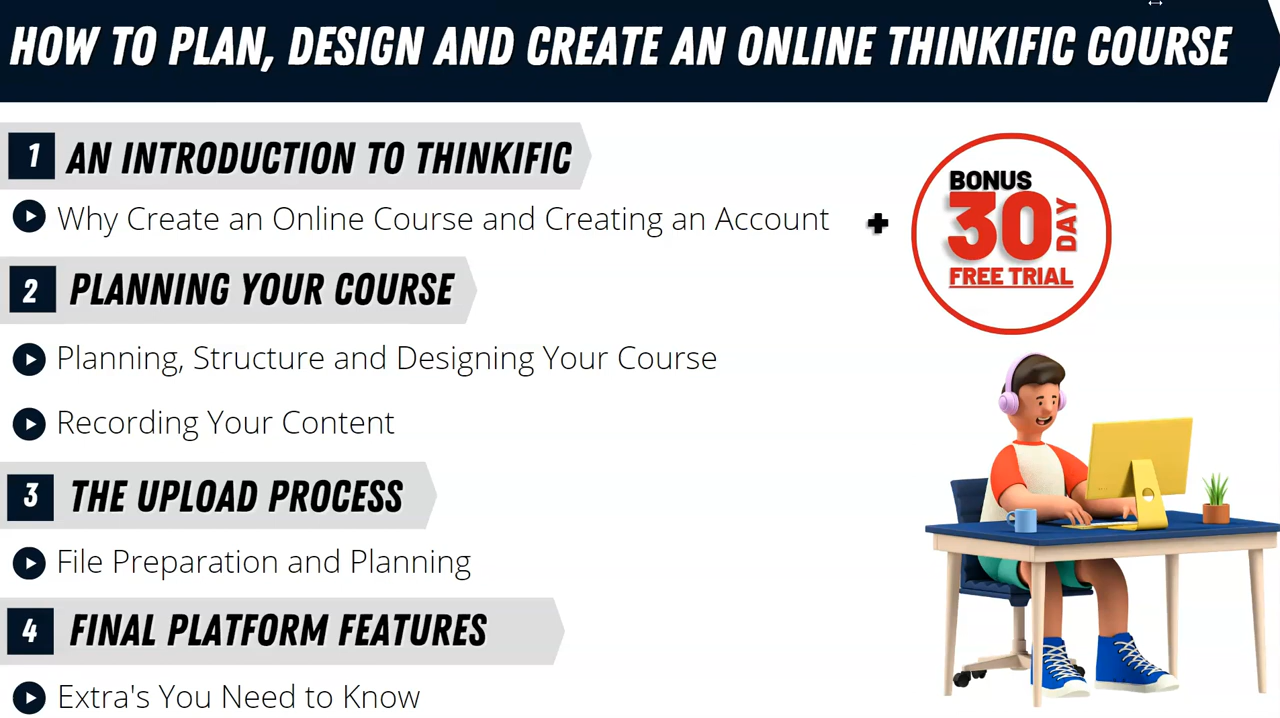 HOW TO PLAN, DESIGN AND CREATE AN ONLINE THINKIFIC COURSE
1 AN INTRODUCTION TO THINKIFIC
Why Create an Online Course and Creating an Account
+
BONUS
30 DAY
FREE TRIAL
2 PLANNING YOUR COURSE
Planning, Structure and Designing Your Course
Recording Your Content
3 THE UPLOAD PROCESS
File Preparation and Planning
4 FINAL PLATFORM FEATURES
Extra's You Need to Know